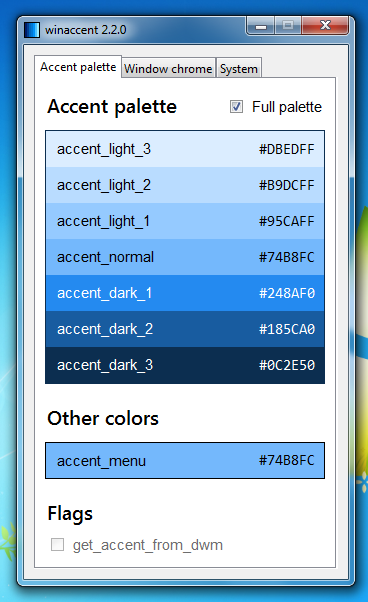 winaccent 2.2.0
Accent palette Window chrome System
Accent palette Full palette
accent_light_3 #DBEDFF
accent_light_2 #B9DCFF
accent_light_1 #95CAFF
accent_normal #74B8FC
accent_dark_1 #248AF0
accent_dark_2 #185CA0
accent_dark_3 #0C2E50
Other colors
accent_menu #74B8FC
Flags
get_accent_from_dwm